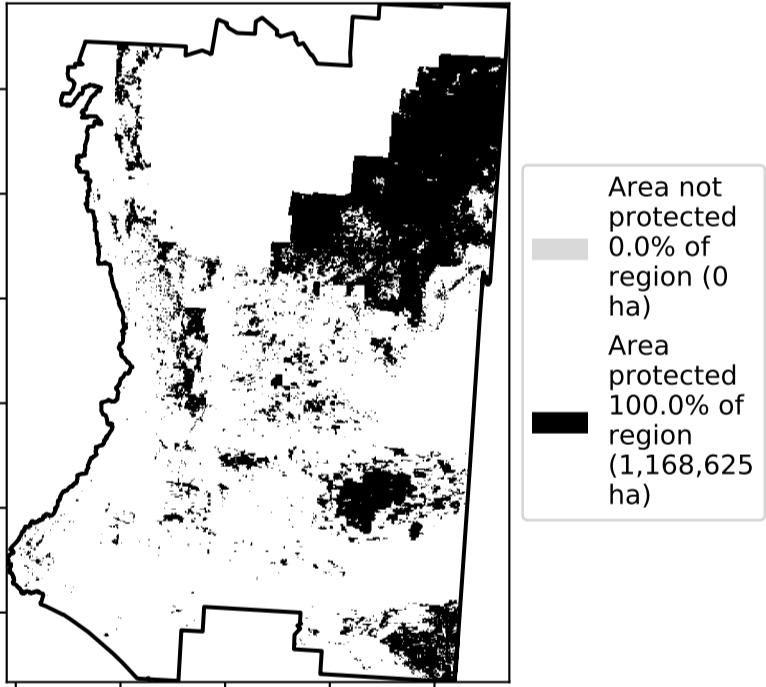 Area not
protected
0.0% of
region (0
ha)
Area
protected
100.0% of
region
(1,168,625
ha)